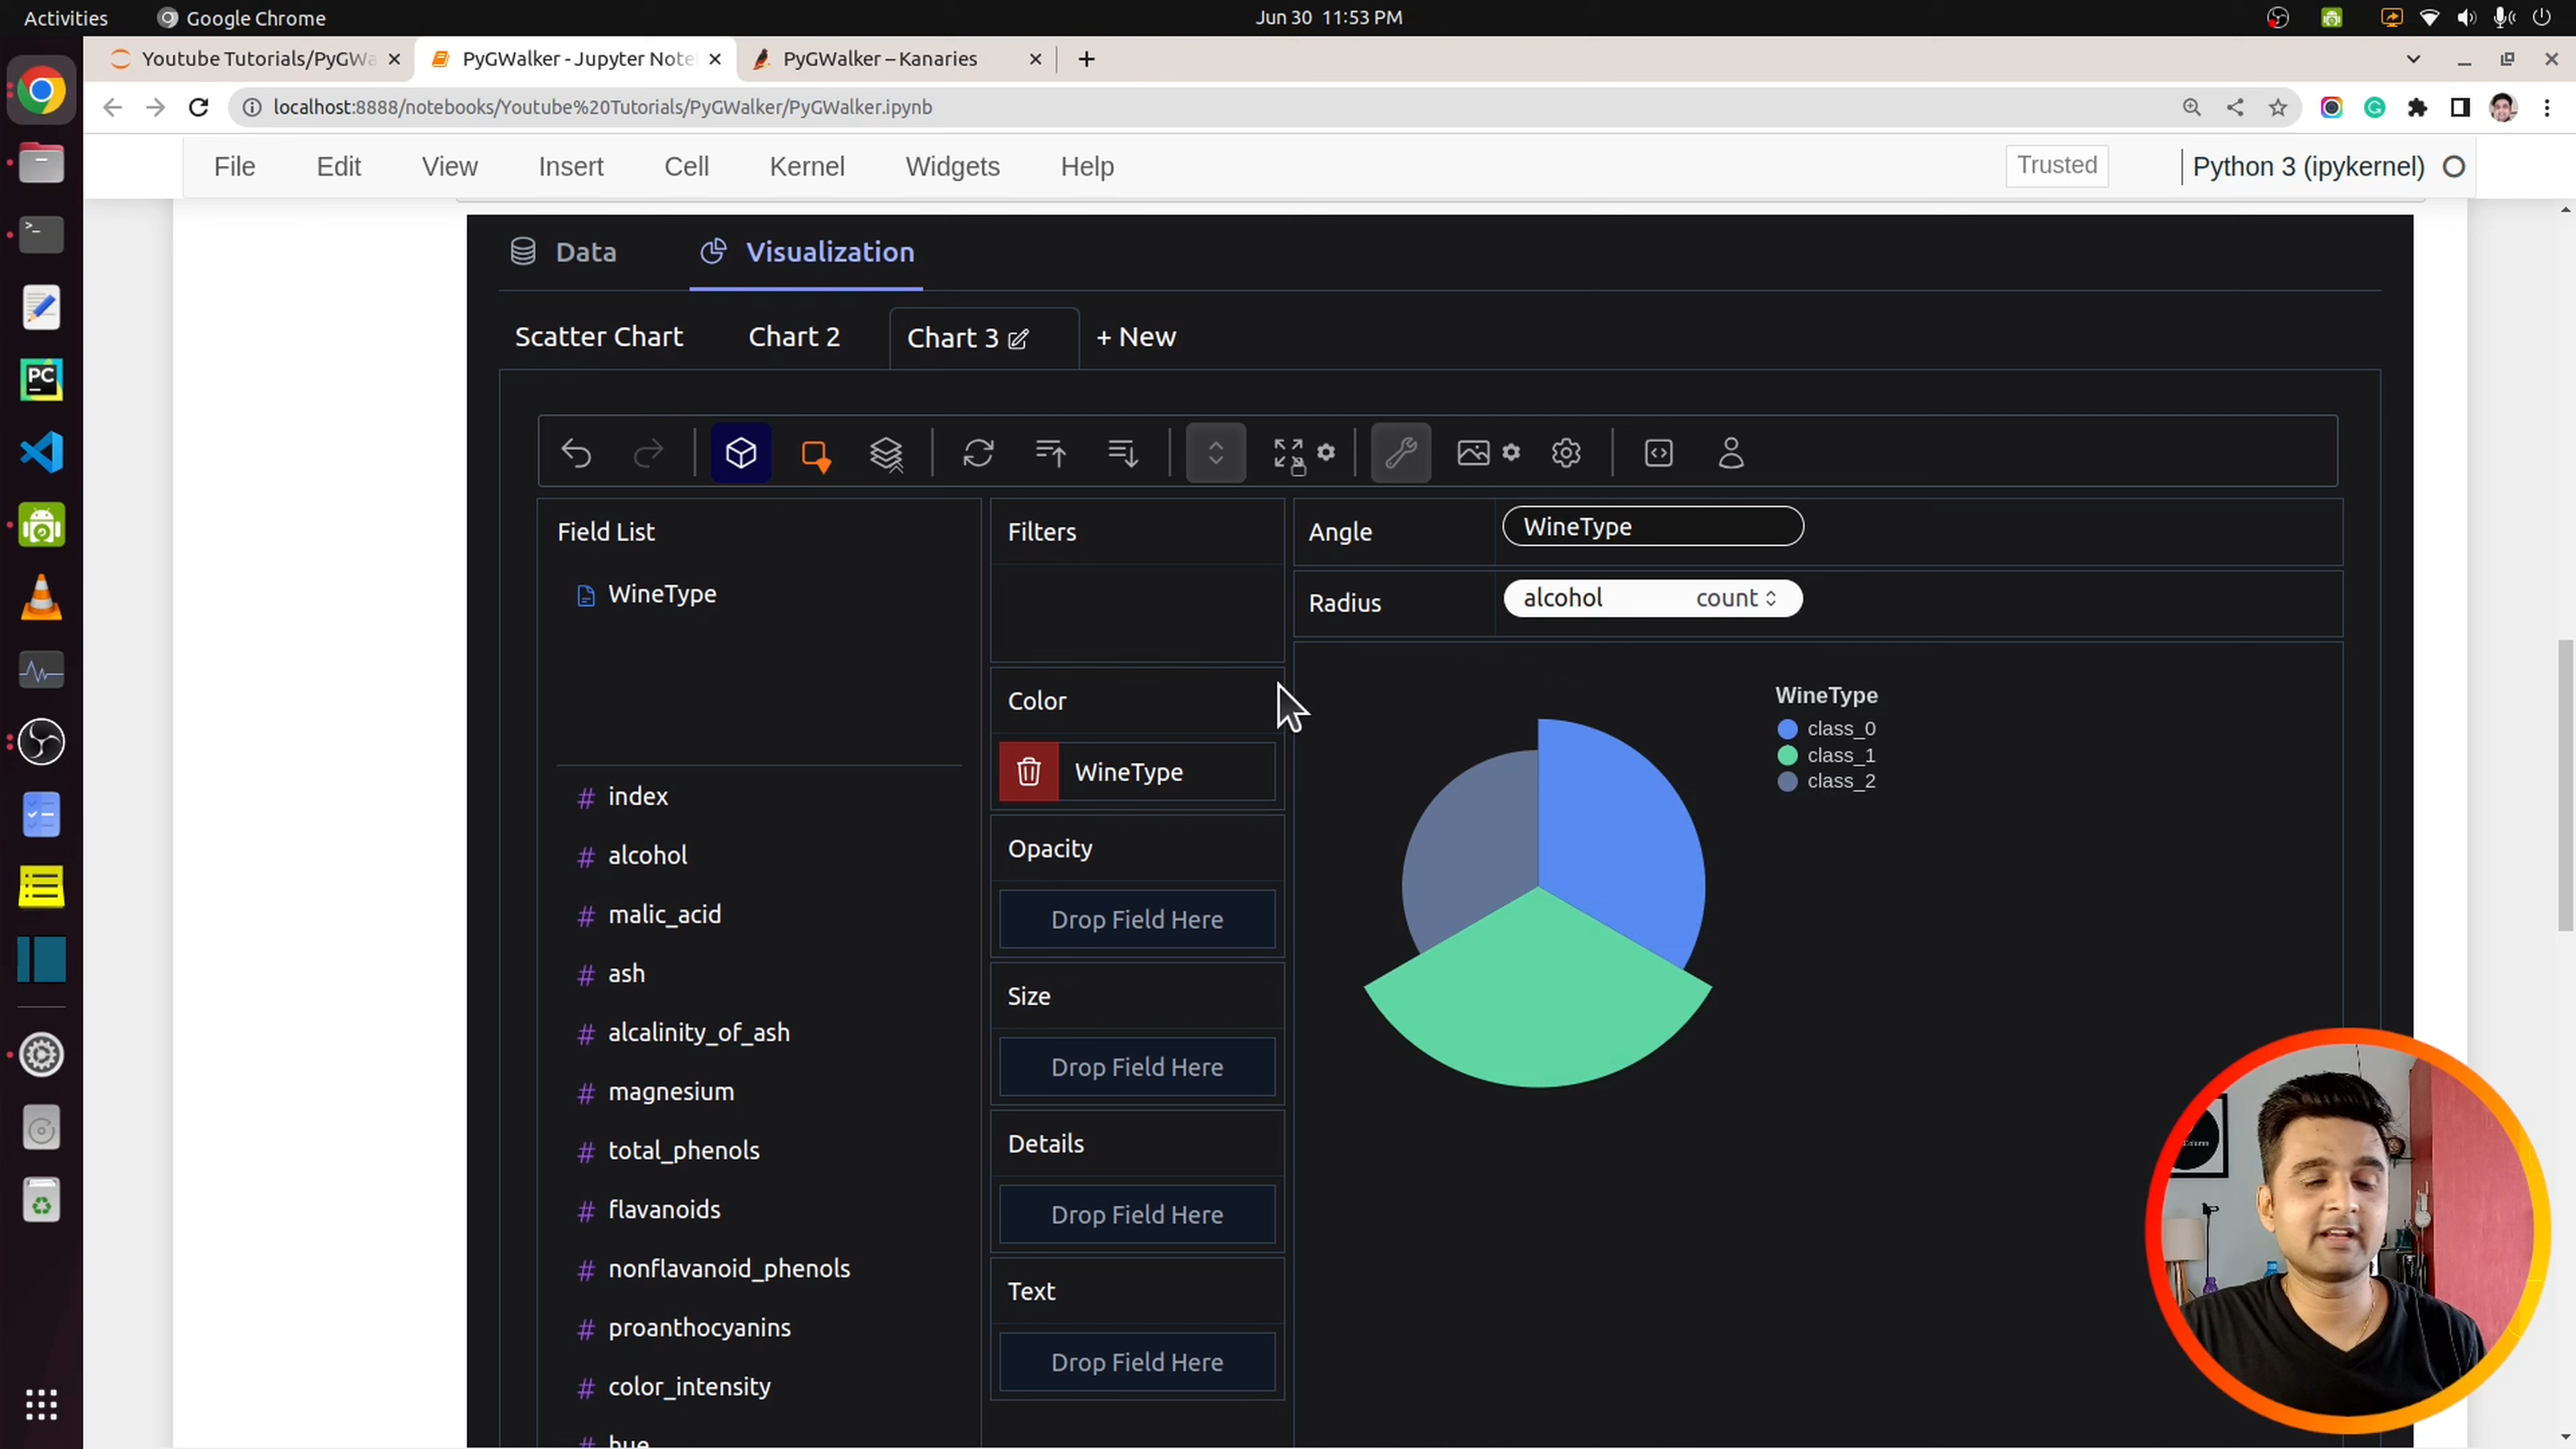 Activities
Google Chrome
Jun 30 11:53 PM
Youtube Tutorials/PyGWa
PyGWalker - Jupyter Note
PyGWalker – Kanaries
localhost:8888/notebooks/Youtube%20Tutorials/PyGWalker/PyGWalker.ipynb
File Edit View Insert Cell Kernel Widgets Help
Trusted
Python 3 (ipykernel)
Data
Visualization
Scatter Chart
Chart 2
Chart 3
+ New
Field List
WineType
index
alcohol
malic_acid
ash
alcalinity_of_ash
magnesium
total_phenols
flavanoids
nonflavanoid_phenols
proanthocyanins
color_intensity
hue
Filters
Color
WineType
Opacity
Drop Field Here
Size
Drop Field Here
Details
Drop Field Here
Text
Drop Field Here
Angle
WineType
Radius
alcohol
count
WineType
class_0
class_1
class_2
PC